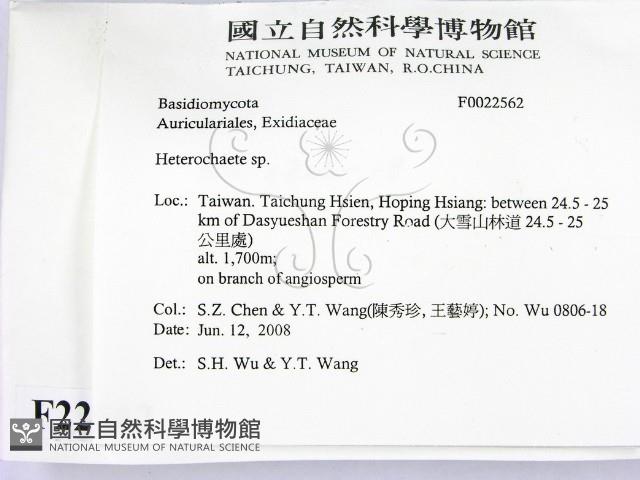 國立自然科學博物館
NATIONAL MUSEUM OF NATURAL SCIENCE
TAICHUNG, TAIWAN, R.O.CHINA
Basidiomycota F0022562
Auriculariales, Exidiaceae
Heterochaete sp.
Loc.: Taiwan. Taichung Hsien, Hoping Hsiang: between 24.5 - 25
km of Dasyueshan Forestry Road (大雪山林道 24.5 - 25
公里處)
alt. 1,700m;
on branch of angiosperm
Col.: S.Z. Chen & Y.T. Wang(陳秀珍, 王藝婷); No. Wu 0806-18
Date: Jun. 12, 2008
Det.: S.H. Wu & Y.T. Wang
F22
國立自然科學博物館
NATIONAL MUSEUM OF NATURAL SCIENCE